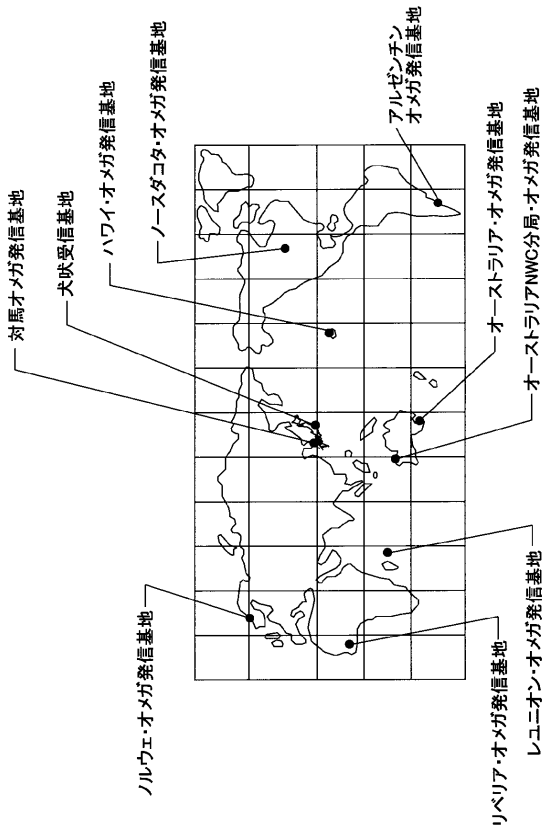 対馬オメガ発信基地
犬吠受信基地
ハワイ・オメガ発信基地
ノースダコタ・オメガ発信基地
アルゼンチン
オメガ発信基地
ノルウェ・オメガ発信基地
リベリア・オメガ発信基地
レユニオン・オメガ発信基地
オーストラリア・オメガ発信基地
オーストラリアNWC分局・オメガ発信基地